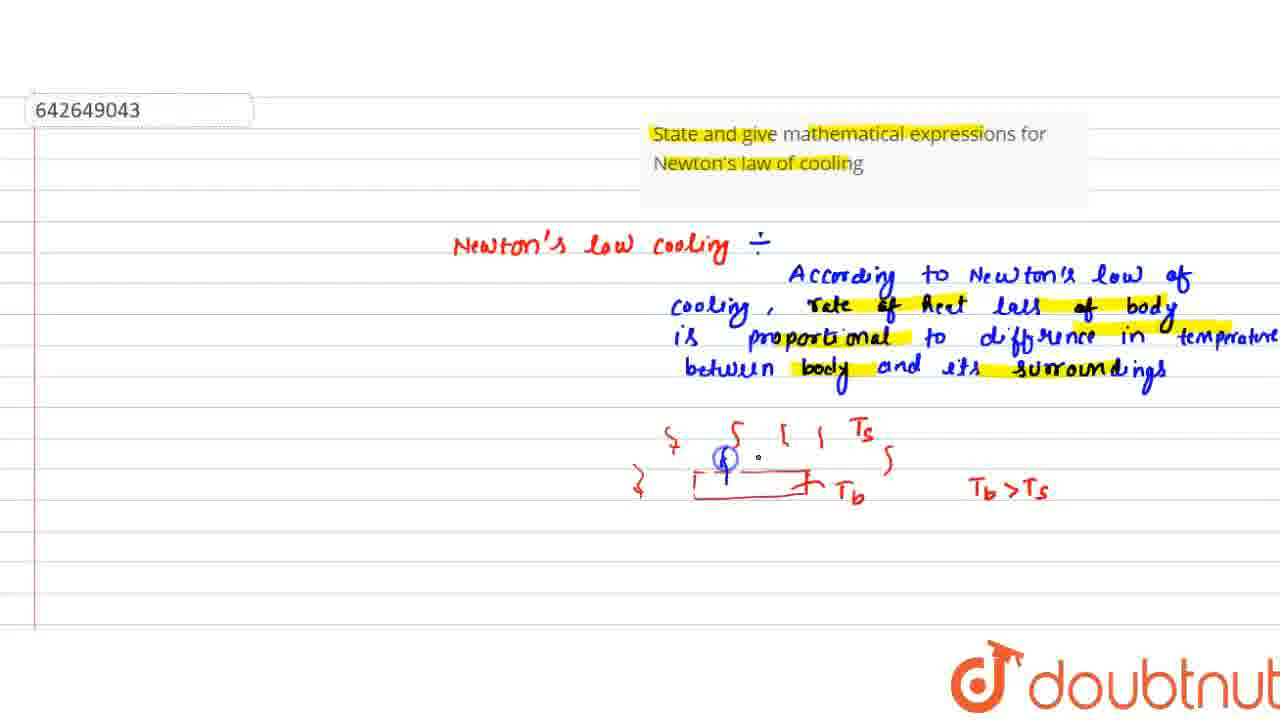 642649043
State and give mathematical expressions for
Newton's law of cooling
Newton's law cooling ÷
According to Newton's law of
cooling, rate of heat loss of body
is proportional to difference in temperature
between body and its surroundings
Ts
Tb
Tb > Ts
doubtnut